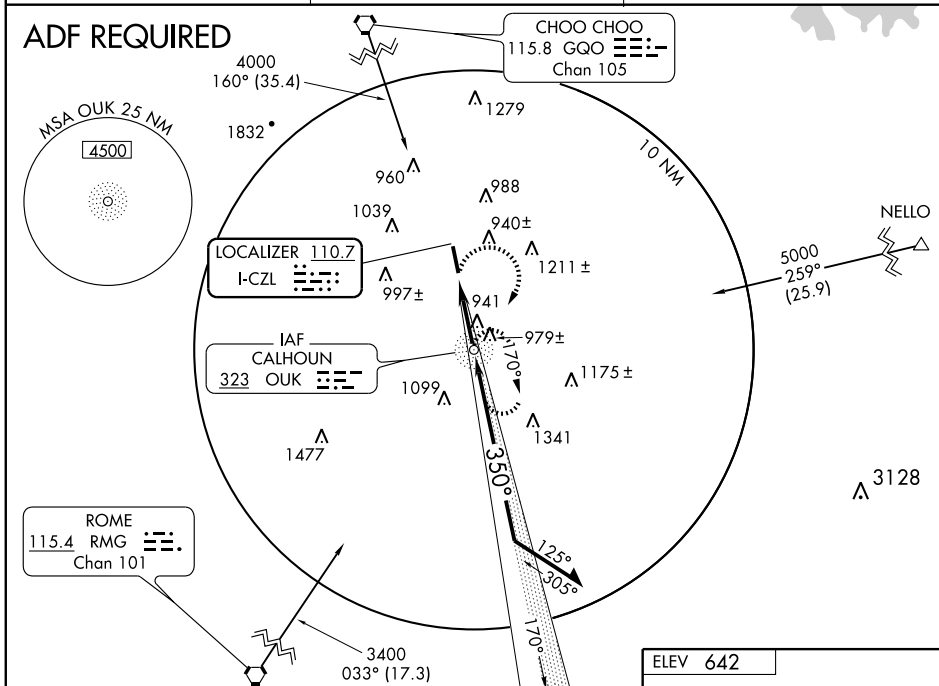 ADF REQUIRED
CHOO CHOO
115.8 GQO
Chan 105
4000
160° (35.4)
MSA OUK 25 NM
4500
1832
1279
10 NM
960
988
1039
940±
NELLO
LOCALIZER 110.7
I-CZL
1211±
5000
259°
(25.9)
997±
941
979±
IAF
CALHOUN
323 OUK
170°
1175±
1099
1341
1477
350°
3128
ROME
115.4 RMG
Chan 101
125°
305°
170°
3400
033° (17.3)
ELEV 642